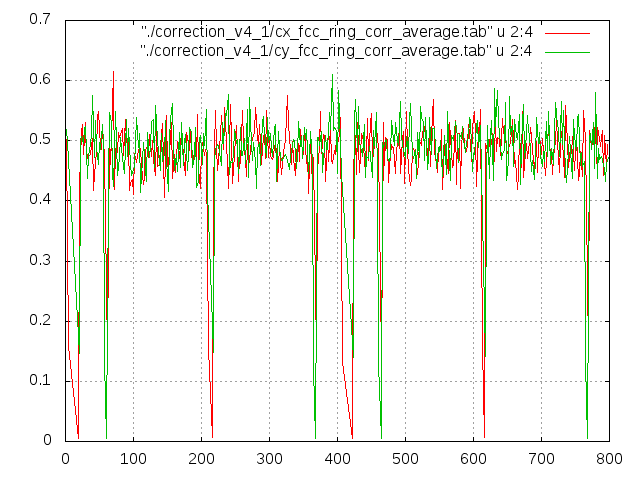 0.7
0.6
0.5
0.4
0.3
0.2
0.1
0
0 100 200 300 400 500 600 700 800
"./correction_v4_1/cx_fcc_ring_corr_average.tab" u 2:4
"./correction_v4_1/cy_fcc_ring_corr_average.tab" u 2:4